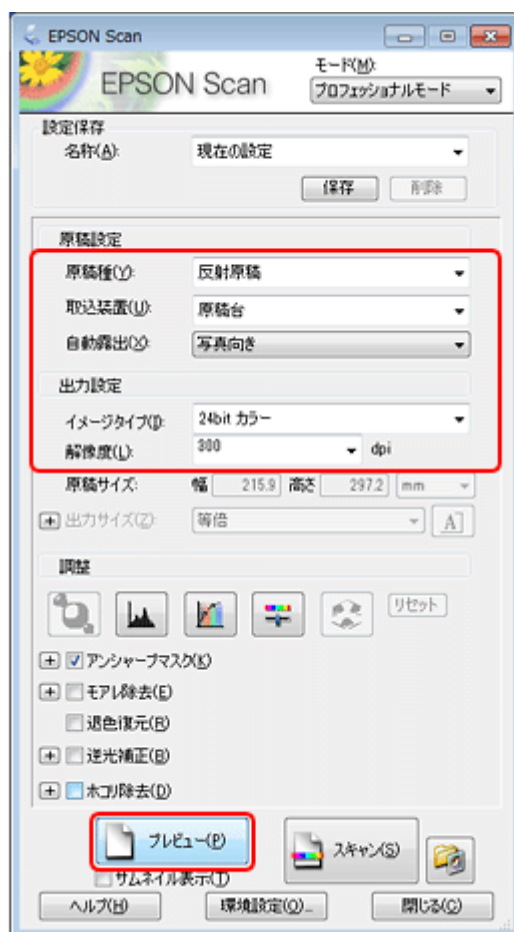 EPSON Scan
EPSON Scan
モード(M):
プロフェッショナルモード
設定保存
名称(A):
現在の設定
保存 削除
原稿設定
原稿種(Y): 反射原稿
取込装置(U): 原稿台
自動露出(X): 写真向き
出力設定
イメージタイプ(I): 24bit カラー
解像度(L): 300 dpi
原稿サイズ: 幅 215.9 高さ 297.2 mm
出力サイズ(Z): 等倍
調整
リセット
アンシャープマスク(K)
モアレ除去(E)
退色復元(R)
逆光補正(B)
ホコリ除去(D)
プレビュー(P) スキャン(S)
サムネイル表示(T)
ヘルプ(H) 環境設定(O)... 閉じる(C)